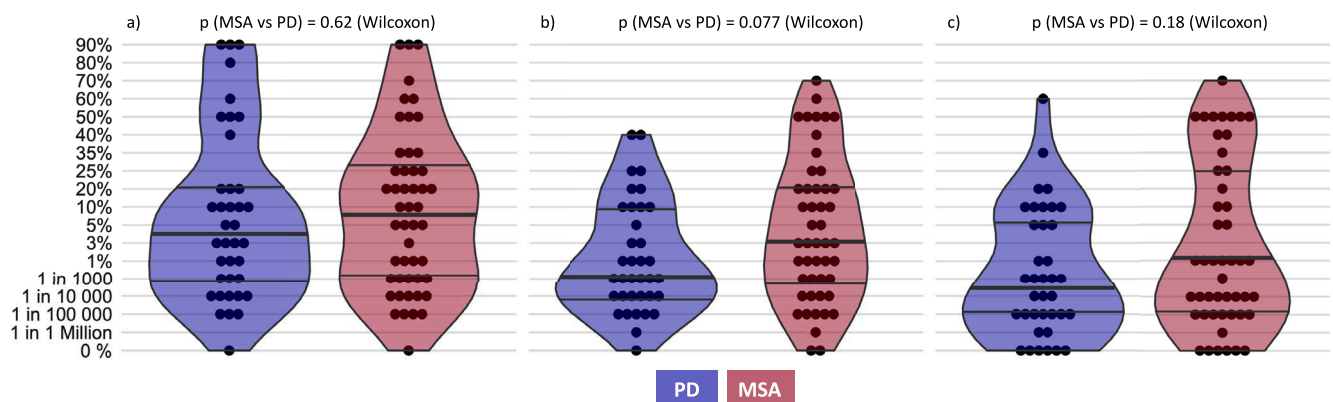 a) p (MSA vs PD) = 0.62 (Wilcoxon) b) p (MSA vs PD) = 0.077 (Wilcoxon) c) p (MSA vs PD) = 0.18 (Wilcoxon)
90%
80%
70%
60%
50%
40%
35%
25%
20%
10%
5%
3%
1%
1 in 1000
1 in 10 000
1 in 100 000
1 in 1 Million
0 %
PD MSA